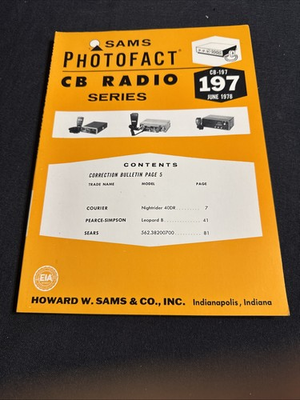 SAMS
PHOTOFACT®
CB RADIO
SERIES
CB-197
197
JUNE 1978
CONTENTS
CORRECTION BULLETIN PAGE 5
TRADE NAME MODEL PAGE
COURIER Nightrider 40DR 7
PEARCE-SIMPSON Leopard B 41
SEARS 562.38200700 81
EIA
HOWARD W. SAMS & CO., INC. Indianapolis, Indiana